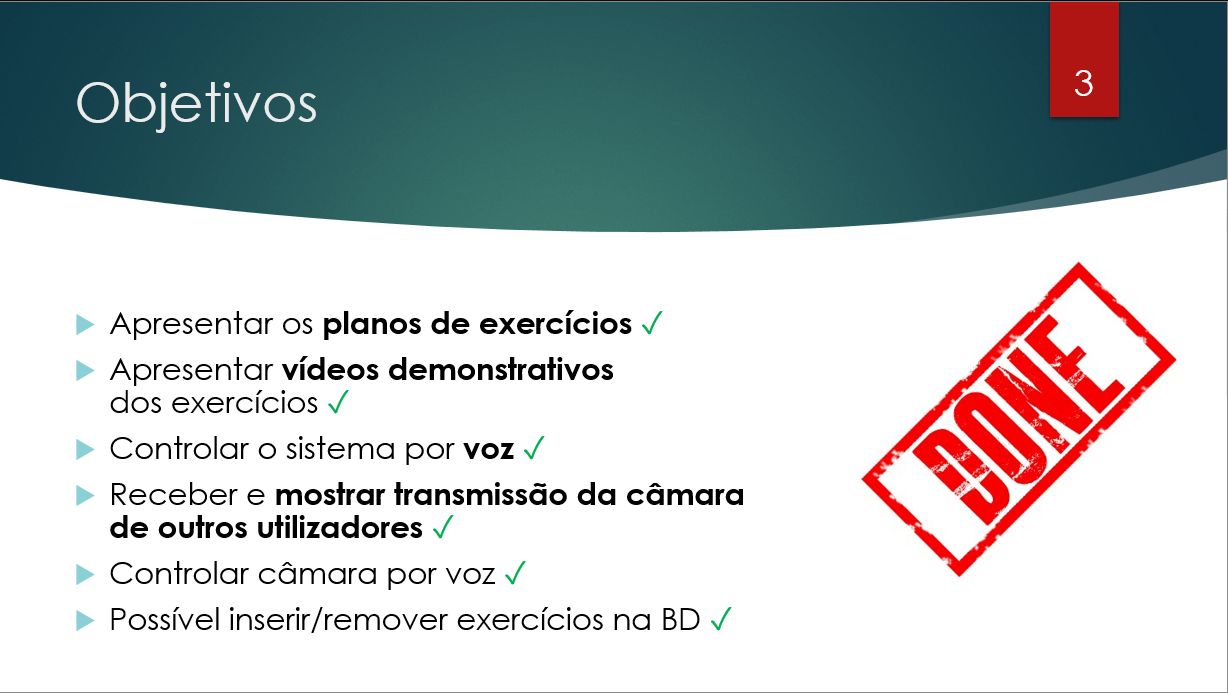 Objetivos
3
Apresentar os planos de exercícios ✓
Apresentar vídeos demonstrativos
dos exercícios ✓
Controlar o sistema por voz ✓
Receber e mostrar transmissão da câmara
de outros utilizadores ✓
Controlar câmara por voz ✓
Possível inserir/remover exercícios na BD ✓
DONE